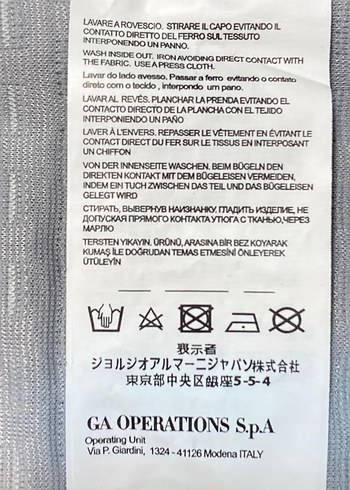 LAVARE A ROVESCIO. STIRARE IL CAPO EVITANDO IL
CONTATTO DIRETTO DEL FERRO SUL TESSUTO
INTERPONENDO UN PANNO.
WASH INSIDE OUT. IRON AVOIDING DIRECT CONTACT WITH
THE FABRIC. USE A PRESS CLOTH.
Lavar do lado avesso. Passar a ferro evitando o contato
direto com o tecido , interpondo um pano.
LAVAR AL REVÉS. PLANCHAR LA PRENDA EVITANDO EL
CONTACTO DIRECTO DE LA PLANCHA CON EL TEJIDO
INTERPONIENDO UN PAÑO
LAVER À L'ENVERS. REPASSER LE VÊTEMENT EN ÉVITANT LE
CONTACT DIRECT DU FER SUR LE TISSUS EN INTERPOSANT
UN CHIFFON
VON DER INNENSEITE WASCHEN. BEIM BÜGELN DEN
DIREKTEN KONTAKT MIT DEM BÜGELEISEN VERMEIDEN,
INDEM EIN TUCH ZWISCHEN DAS TEIL UND DAS BÜGELEISEN
GELEGT WIRD
СТИРАТЬ, ВЫВЕРНУВ НАИЗНАНКУ. ГЛАДИТЬ ИЗДЕЛИЕ, НЕ
ДОПУСКАЯ ПРЯМОГО КОНТАКТА УТЮГА С ТКАНЬЮ,ЧЕРЕЗ
МАРЛЮ
TERSTEN YIKAYIN, ÜRÜNÜ, ARASINA BİR BEZ KOYARAK
KUMAŞ İLE DOĞRUDAN TEMAS ETMESİNİ ÖNLEYEREK
ÜTÜLEYİN
表示者
ジョルジオアルマーニジャパン株式会社
東京都中央区銀座5-5-4
GA OPERATIONS S.p.A
Operating Unit
Via P. Giardini, 1324 - 41126 Modena ITALY